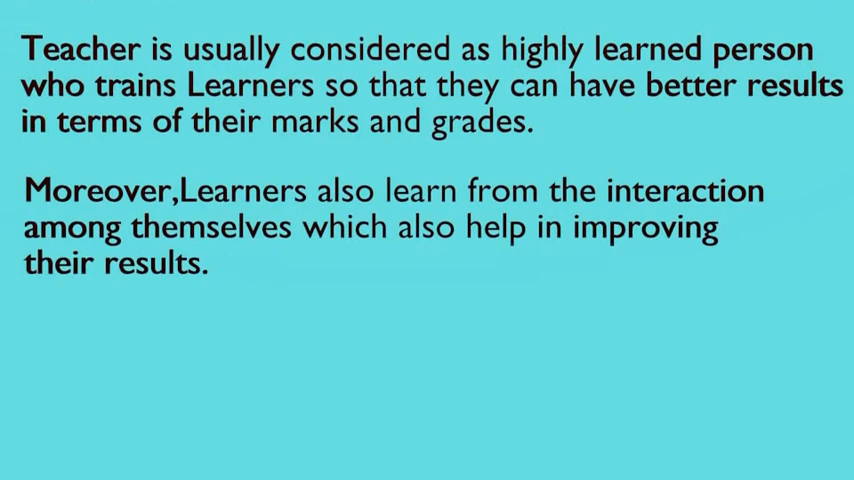 Teacher is usually considered as highly learned person
who trains Learners so that they can have better results
in terms of their marks and grades.
Moreover,Learners also learn from the interaction
among themselves which also help in improving
their results.